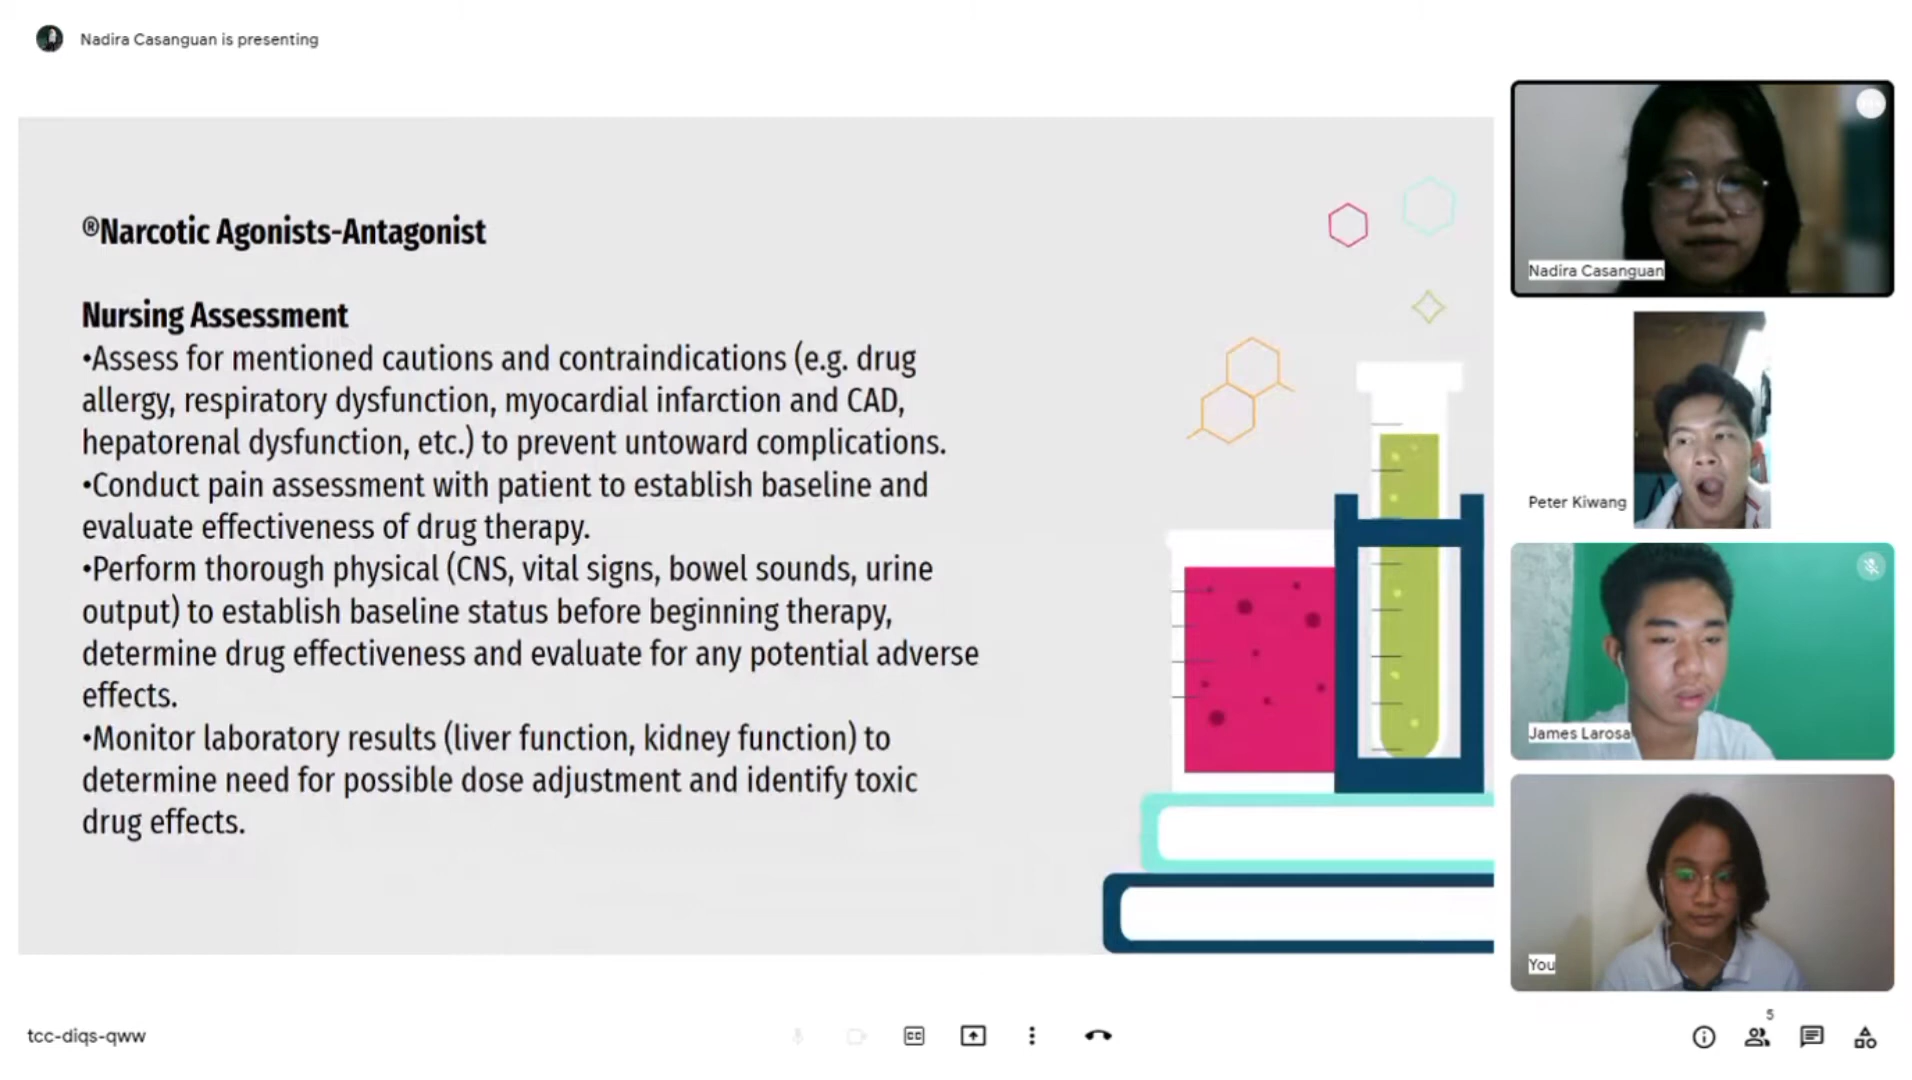 Nadira Casanguan is presenting
®Narcotic Agonists-Antagonist
Nursing Assessment
•Assess for mentioned cautions and contraindications (e.g. drug
allergy, respiratory dysfunction, myocardial infarction and CAD,
hepatorenal dysfunction, etc.) to prevent untoward complications.
•Conduct pain assessment with patient to establish baseline and
evaluate effectiveness of drug therapy.
•Perform thorough physical (CNS, vital signs, bowel sounds, urine
output) to establish baseline status before beginning therapy,
determine drug effectiveness and evaluate for any potential adverse
effects.
•Monitor laboratory results (liver function, kidney function) to
determine need for possible dose adjustment and identify toxic
drug effects.
Nadira Casanguan
Peter Kiwang
James Larosa
You
tcc-diqs-qww
CC
5